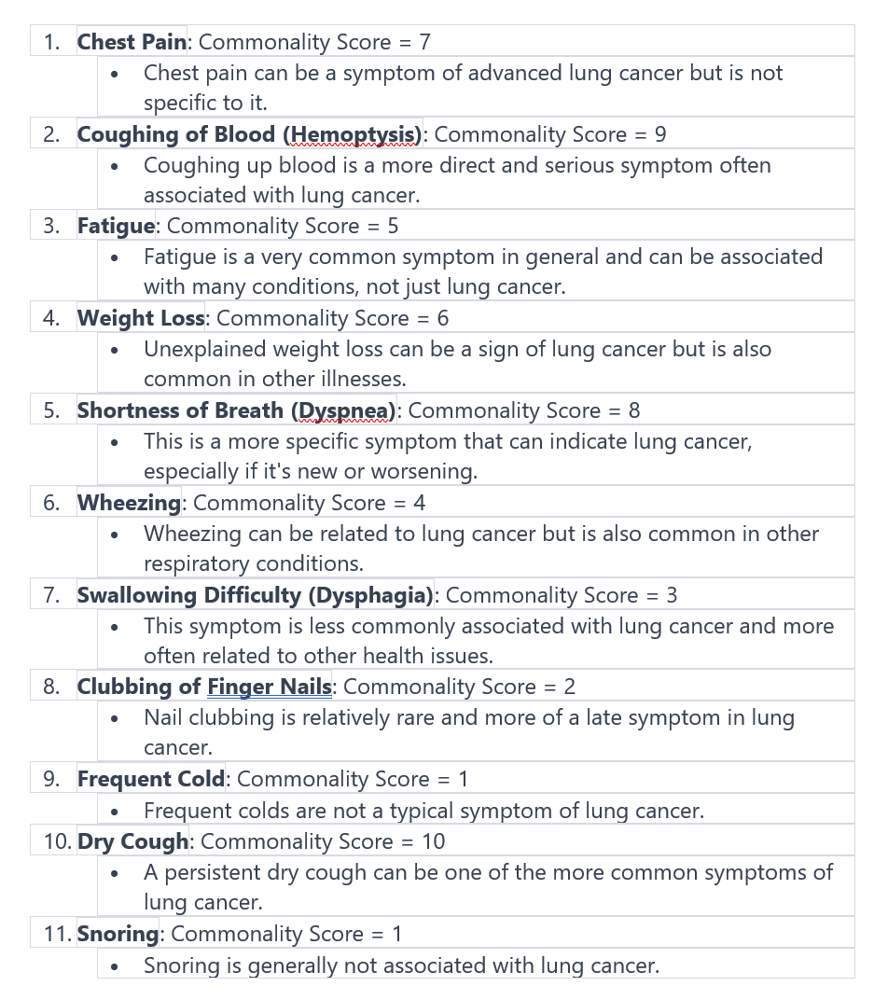 1. Chest Pain: Commonality Score = 7
• Chest pain can be a symptom of advanced lung cancer but is not
specific to it.
2. Coughing of Blood (Hemoptysis): Commonality Score = 9
• Coughing up blood is a more direct and serious symptom often
associated with lung cancer.
3. Fatigue: Commonality Score = 5
• Fatigue is a very common symptom in general and can be associated
with many conditions, not just lung cancer.
4. Weight Loss: Commonality Score = 6
• Unexplained weight loss can be a sign of lung cancer but is also
common in other illnesses.
5. Shortness of Breath (Dyspnea): Commonality Score = 8
• This is a more specific symptom that can indicate lung cancer,
especially if it's new or worsening.
6. Wheezing: Commonality Score = 4
• Wheezing can be related to lung cancer but is also common in other
respiratory conditions.
7. Swallowing Difficulty (Dysphagia): Commonality Score = 3
• This symptom is less commonly associated with lung cancer and more
often related to other health issues.
8. Clubbing of Finger Nails: Commonality Score = 2
• Nail clubbing is relatively rare and more of a late symptom in lung
cancer.
9. Frequent Cold: Commonality Score = 1
• Frequent colds are not a typical symptom of lung cancer.
10. Dry Cough: Commonality Score = 10
• A persistent dry cough can be one of the more common symptoms of
lung cancer.
11. Snoring: Commonality Score = 1
• Snoring is generally not associated with lung cancer.